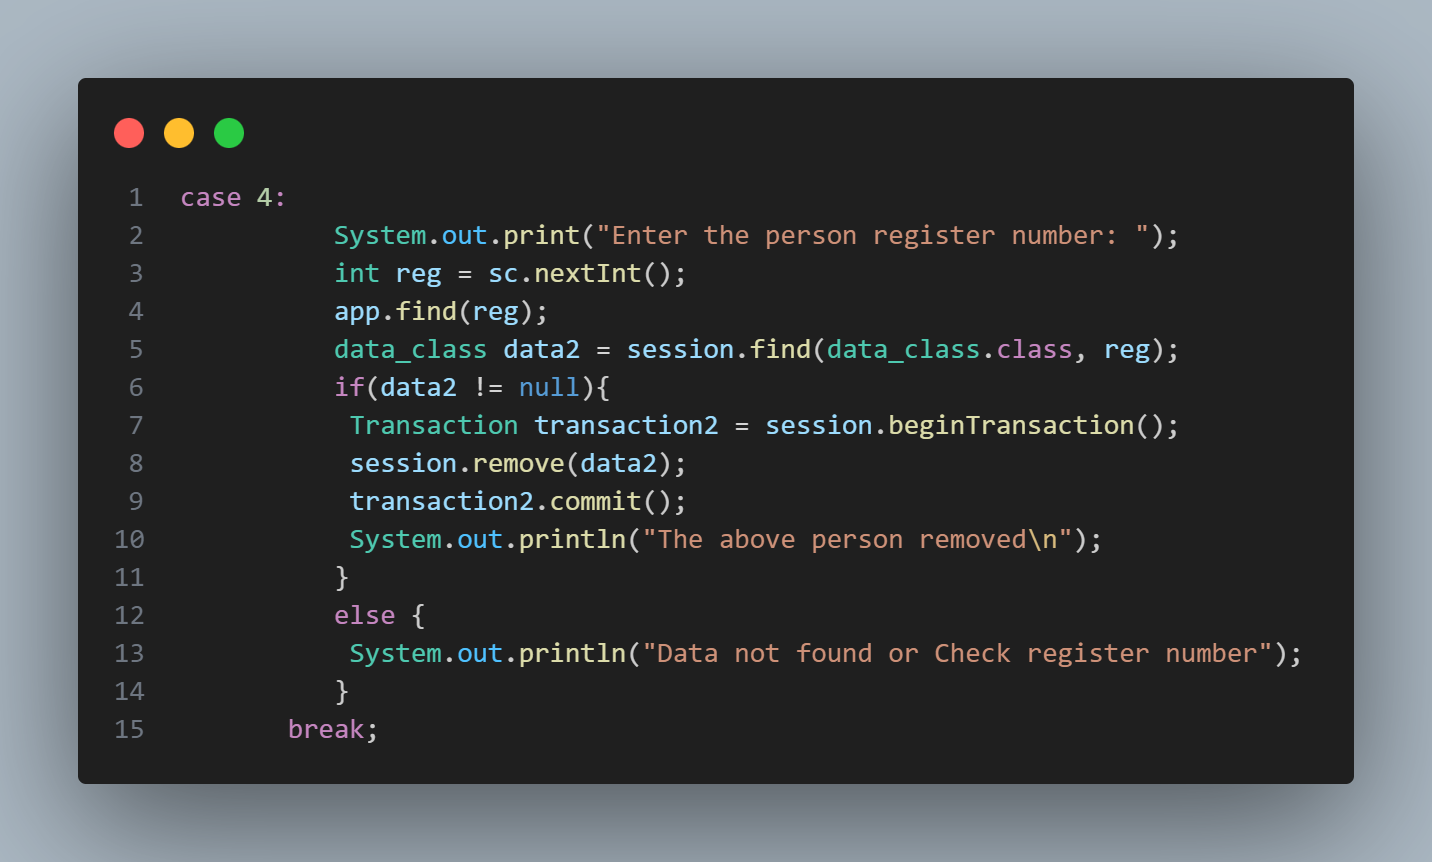 1 case 4:
2 System.out.print("Enter the person register number: ");
3 int reg = sc.nextInt();
4 app.find(reg);
5 data_class data2 = session.find(data_class.class, reg);
6 if(data2 != null){
7 Transaction transaction2 = session.beginTransaction();
8 session.remove(data2);
9 transaction2.commit();
10 System.out.println("The above person removed\n");
11 }
12 else {
13 System.out.println("Data not found or Check register number");
14 }
15 break;